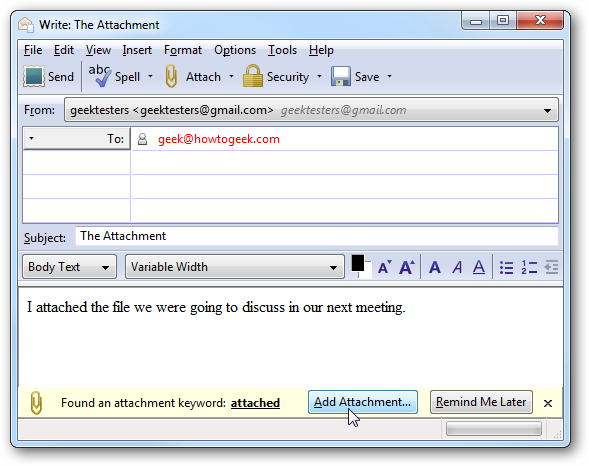 Write: The Attachment
File Edit View Insert Format Options Tools Help
Send abc Spell Attach Security Save
From: geektesters <geektesters@gmail.com> geektesters@gmail.com
To: geek@howtogeek.com
Subject: The Attachment
Body Text Variable Width A A A A A
I attached the file we were going to discuss in our next meeting.
Found an attachment keyword: attached Add Attachment... Remind Me Later